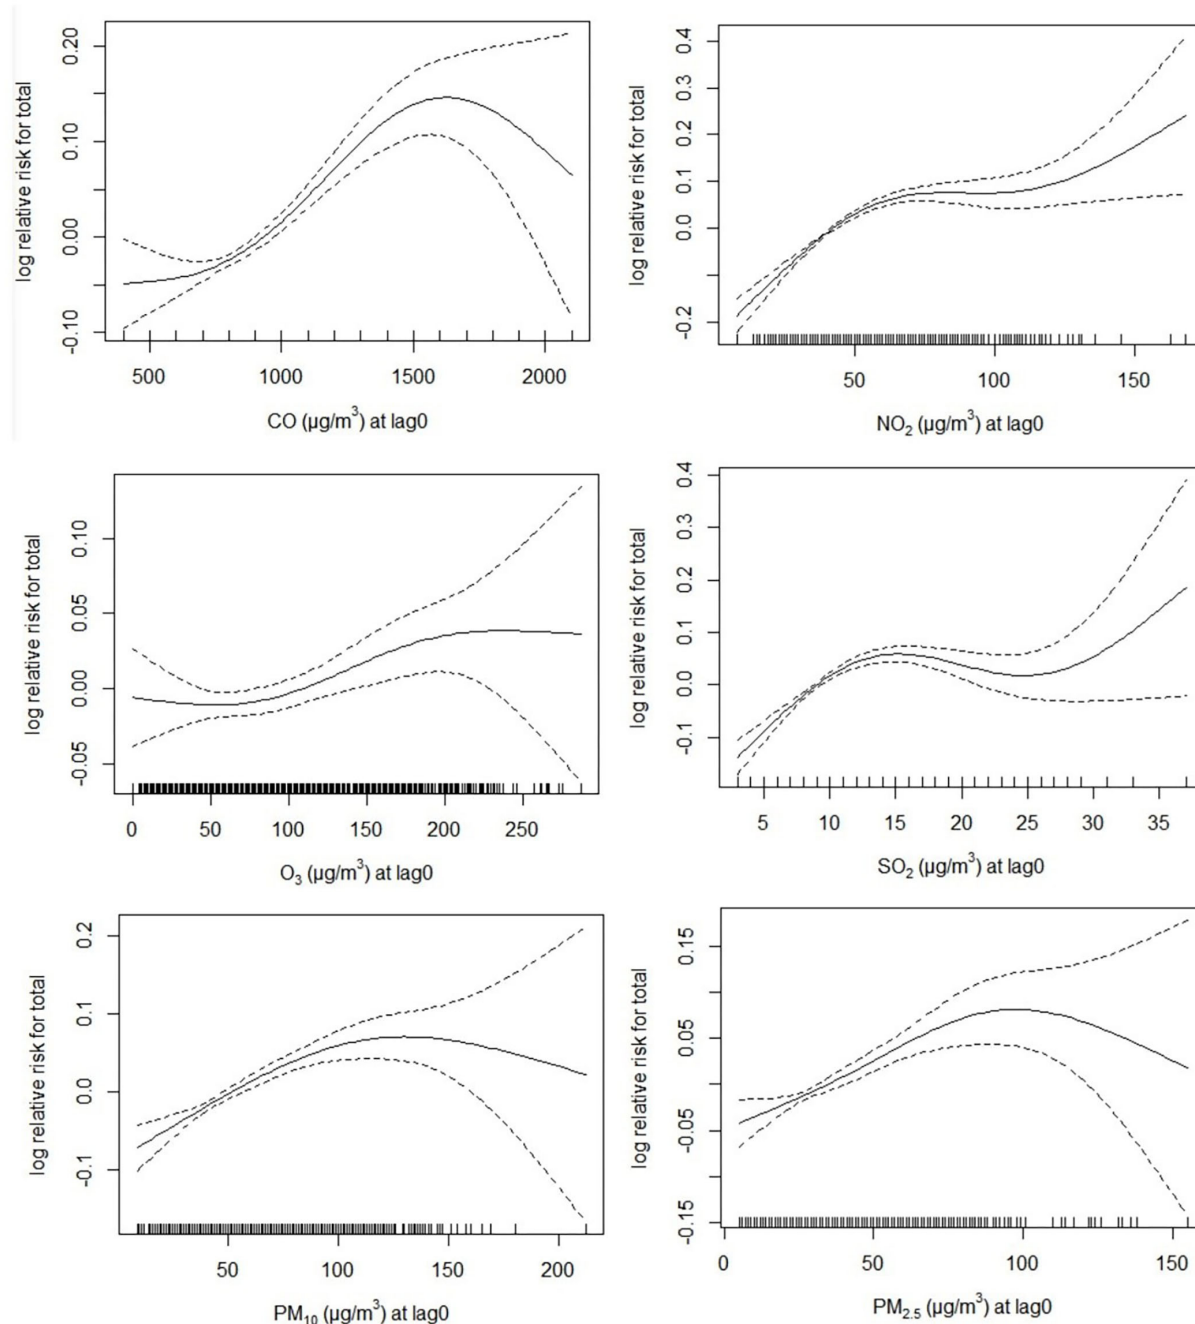 log relative risk for total
0.20
0.10
0.00
-0.10
500 1000 1500 2000
CO (µg/m³) at lag0
log relative risk for total
0.4
0.3
0.2
0.1
0.0
-0.2
50 100 150
NO₂ (µg/m³) at lag0
log relative risk for total
0.10
0.05
0.00
-0.05
0 50 100 150 200 250
O₃ (µg/m³) at lag0
log relative risk for total
0.4
0.3
0.2
0.1
0.0
-0.1
5 10 15 20 25 30 35
SO₂ (µg/m³) at lag0
log relative risk for total
0.2
0.1
0.0
-0.1
50 100 150 200
PM₁₀ (µg/m³) at lag0
log relative risk for total
0.15
0.05
-0.05
-0.15
0 50 100 150
PM₂.₅ (µg/m³) at lag0